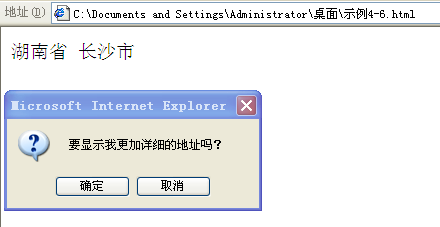 地址(D) C:\Documents and Settings\Administrator\桌面\示例4-6.html
湖南省 长沙市
Microsoft Internet Explorer
要显示我更加详细的地址吗?
确定 取消